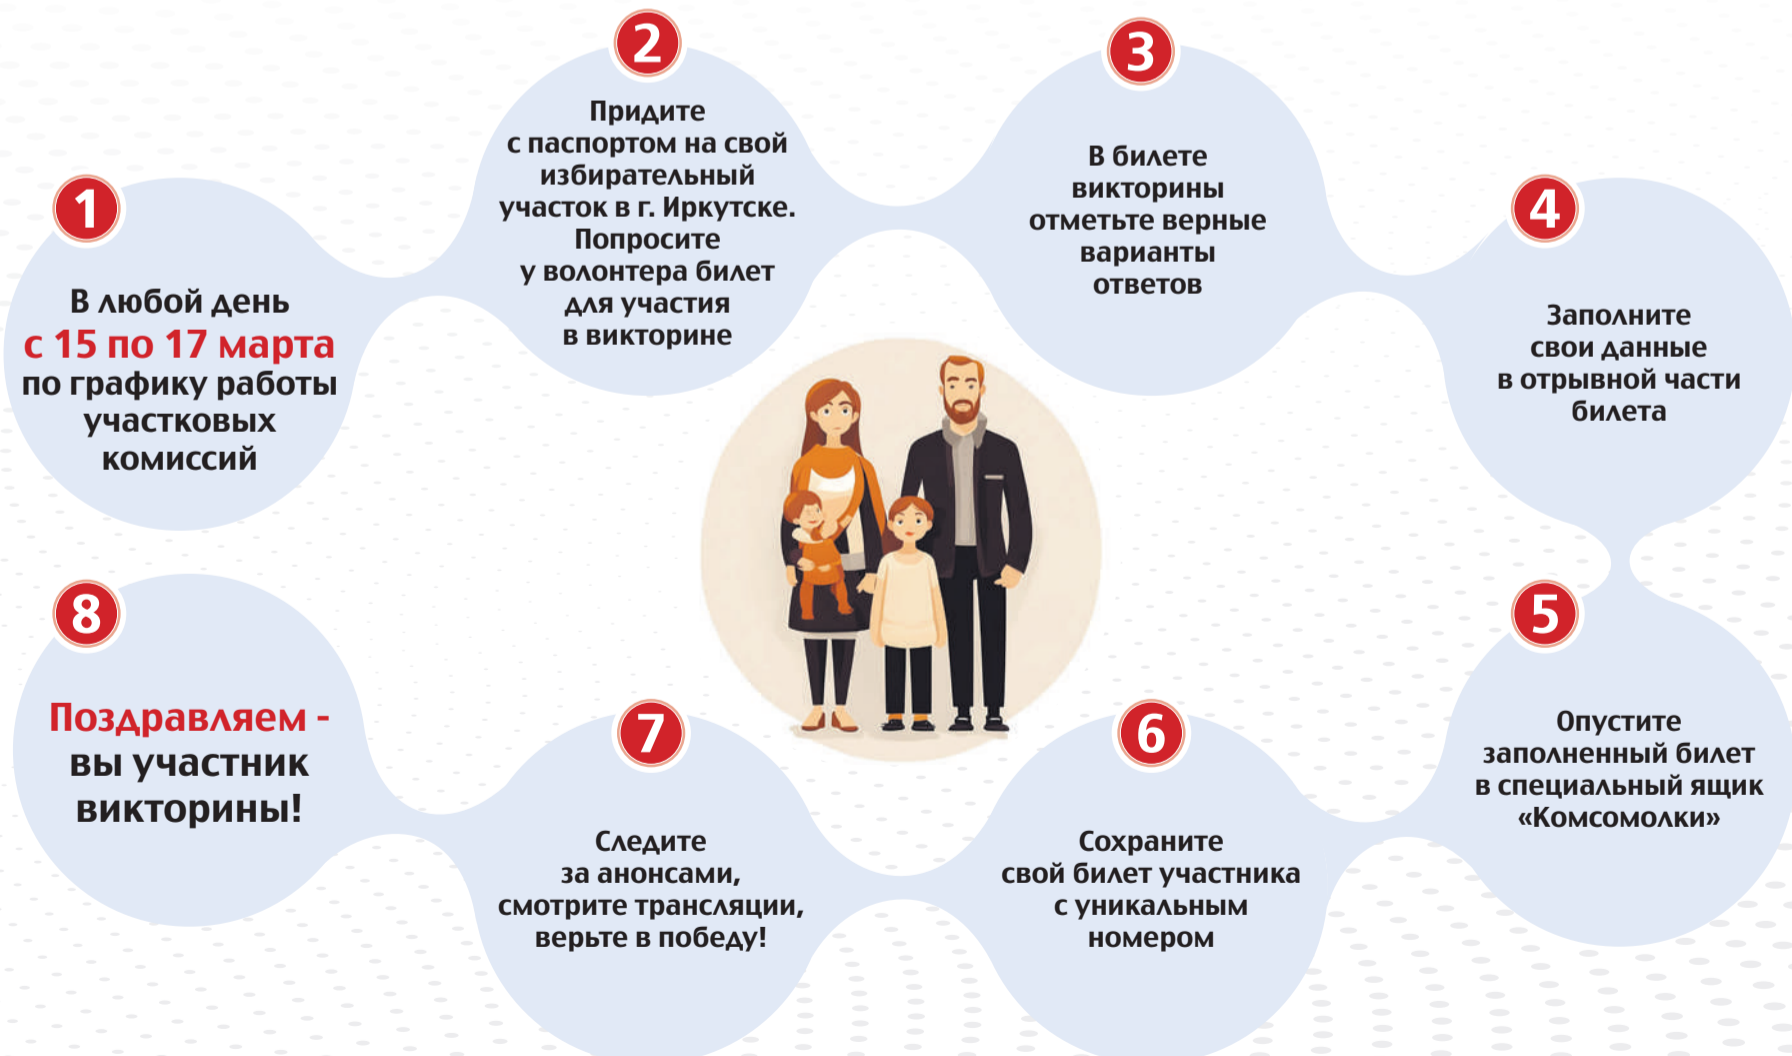 1
В любой день
с 15 по 17 марта
по графику работы
участковых
комиссий
2
Придите
с паспортом на свой
избирательный
участок в г. Иркутске.
Попросите
у волонтера билет
для участия
в викторине
3
В билете
викторины
отметьте верные
варианты
ответов
4
Заполните
свои данные
в отрывной части
билета
5
Опустите
заполненный билет
в специальный ящик
«Комсомолки»
6
Сохраните
свой билет участника
с уникальным
номером
7
Следите
за анонсами,
смотрите трансляции,
верьте в победу!
8
Поздравляем -
вы участник
викторины!